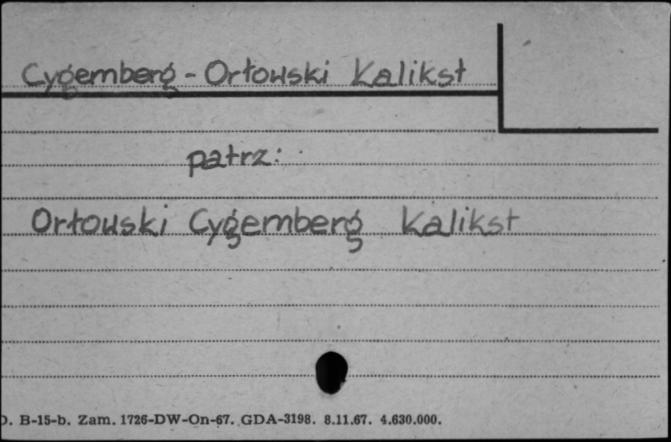 Cygemberg - Orłowski Kalikst
patrz:
Orłowski Cygemberg Kalikst
. B-15-b. Zam. 1726-DW-On-67. GDA-3198. 8.11.67. 4.630.000.